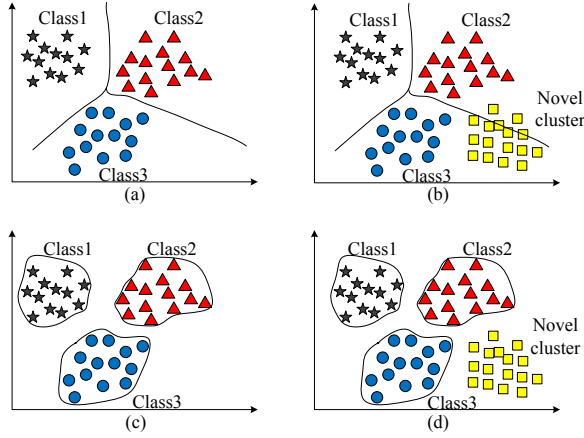 Class1
Class2
Class3
(a)
Class1
Class2
Novel
cluster
Class3
(b)
Class1
Class2
Class3
(c)
Class1
Class2
Novel
cluster
Class3
(d)